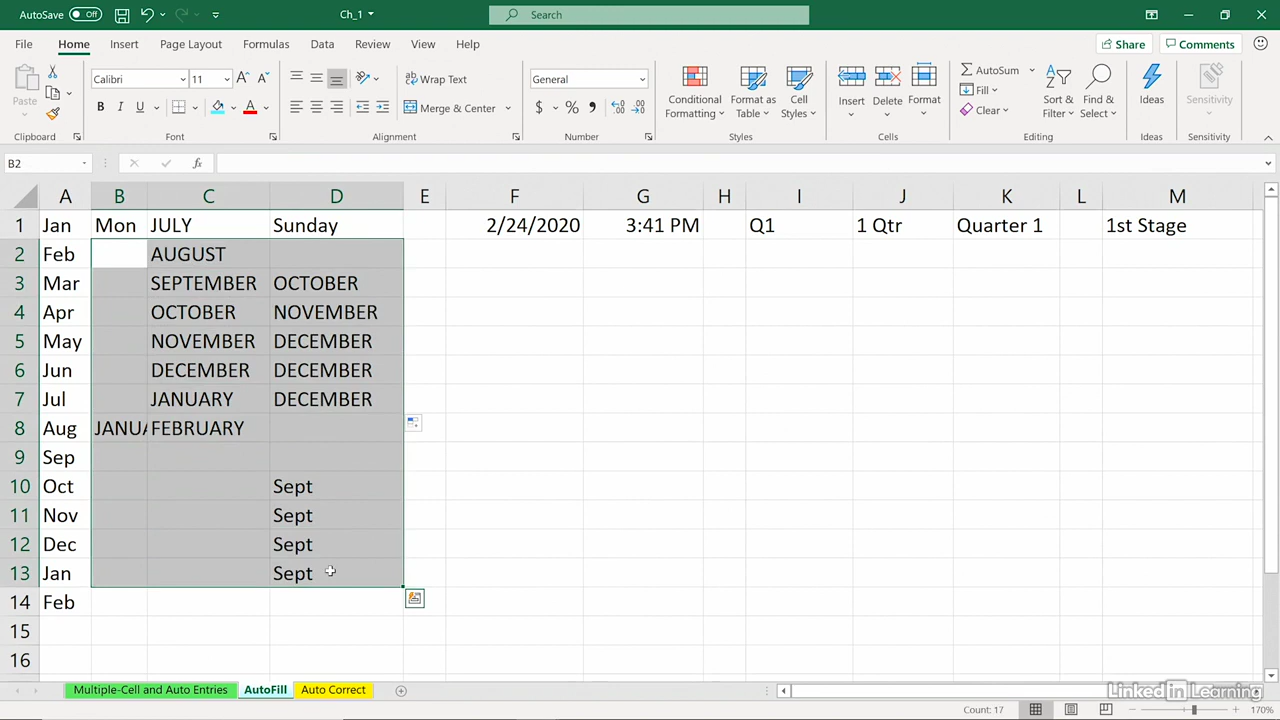 AutoSave Off Ch_1 Search
File Home Insert Page Layout Formulas Data Review View Help Share Comments
Paste Calibri 11 Wrap Text General AutoSum
B I U A Merge & Center $ % Conditional Formatting Format as Table Cell Styles Insert Delete Format Fill Clear Sort & Filter Find & Select Ideas Sensitivity
Clipboard Font Alignment Number Styles Cells Editing Ideas Sensitivity
B2 fx
A B C D E F G H I J K L M
1 Jan Mon JULY Sunday 2/24/2020 3:41 PM Q1 1 Qtr Quarter 1 1st Stage
2 Feb AUGUST
3 Mar SEPTEMBER OCTOBER
4 Apr OCTOBER NOVEMBER
5 May NOVEMBER DECEMBER
6 Jun DECEMBER DECEMBER
7 Jul JANUARY DECEMBER
8 Aug JANUA FEBRUARY
9 Sep
10 Oct Sept
11 Nov Sept
12 Dec Sept
13 Jan Sept
14 Feb
15
16
Multiple-Cell and Auto Entries AutoFill Auto Correct
LinkedIn Learning
Count: 17 170%